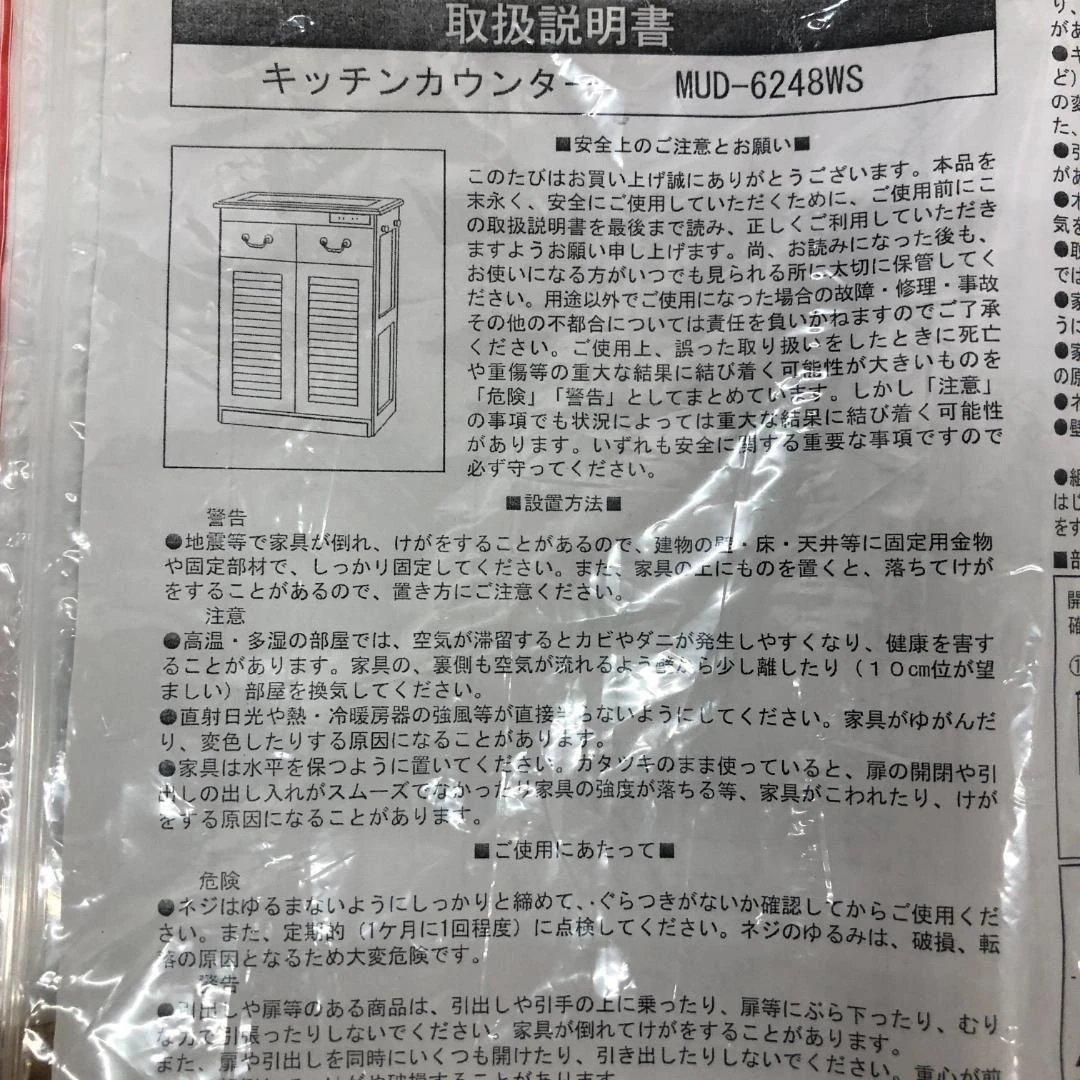 取扱説明書
キッチンカウンター MUD-6248WS
■安全上のご注意とお願い■
このたびはお買い上げ誠にありがとうございます。本品を
末永く、安全にご使用していただくために、ご使用前にこ
の取扱説明書を最後まで読み、正しくご利用していただき
ますようお願い申し上げます。尚、お読みになった後も、
お使いになる方がいつでも見られる所に大切に保管してく
ださい。用途以外でご使用になった場合の故障・修理・事故
その他の不都合については責任を負いかねますのでご了承
ください。ご使用上、誤った取り扱いをしたときに死亡
や重傷等の重大な結果に結び着く可能性が大きいものを
「危険」「警告」としてまとめています。しかし「注意」
の事項でも状況によっては重大な結果に結び着く可能性
があります。いずれも安全に関する重要な事項ですので
必ず守ってください。
■設置方法■
警告
●地震等で家具が倒れ、けがをすることがあるので、建物の壁・床・天井等に固定用金物
や固定部材で、しっかり固定してください。また、家具の上にものを置くと、落ちてけが
をすることがあるので、置き方にご注意ください。
注意
●高温・多湿の部屋では、空気が滞留するとカビやダニが発生しやすくなり、健康を害す
ることがあります。家具の、裏側も空気が流れるよう壁から少し離したり（10cm位が望
ましい）部屋を換気してください。
●直射日光や熱・冷暖房器の強風等が直接当らないようにしてください。家具がゆがんだ
り、変色したりする原因になることがあります。
●家具は水平を保つように置いてください。ガタツキのまま使っていると、扉の開閉や引
出しの出し入れがスムーズでなかったり家具の強度が落ちる等、家具がこわれたり、けが
をする原因になることがあります。
■ご使用にあたって■
危険
●ネジはゆるまないようにしっかりと締めて、ぐらつきがないか確認してからご使用くだ
さい。また、定期的（1ケ月に1回程度）に点検してください。ネジのゆるみは、破損、転
落の原因となるため大変危険です。
警告
●引出しや扉等のある商品は、引出しや引手の上に乗ったり、扉等にぶら下ったり、むり
な力で引張ったりしないでください。家具が倒れてけがをすることがあります。
また、扉や引出しを同時にいくつも開けたり、引き出したりしないでください。重心が前